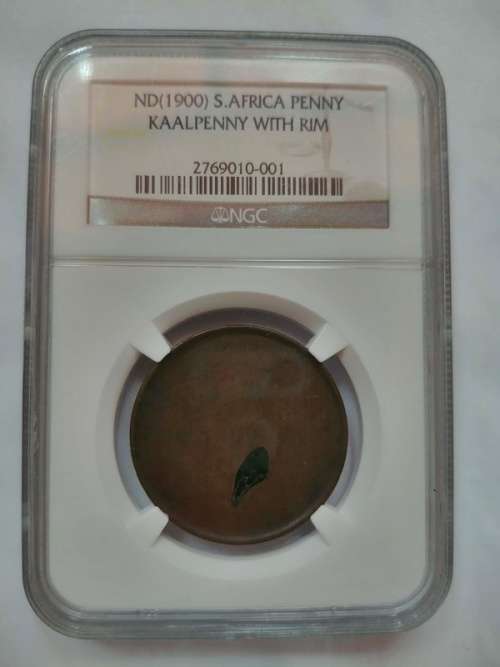 ND(1900) S.AFRICA PENNY
KAALPENNY WITH RIM
2769010-001
NGC